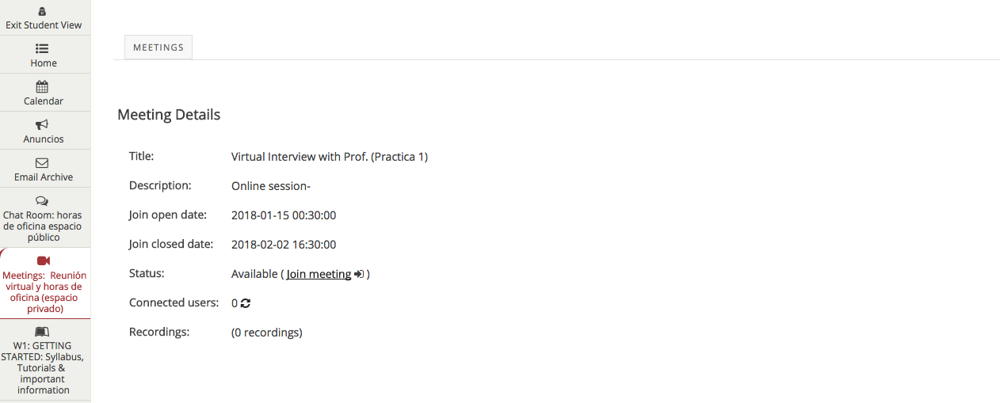 Exit Student View
Home
Calendar
Anuncios
Email Archive
Chat Room: horas
de oficina espacio
público
Meetings: Reunión
virtual y horas de
oficina (espacio
privado)
W1: GETTING
STARTED: Syllabus,
Tutorials &
important
information
MEETINGS
Meeting Details
Title: Virtual Interview with Prof. (Practica 1)
Description: Online session-
Join open date: 2018-01-15 00:30:00
Join closed date: 2018-02-02 16:30:00
Status: Available ( Join meeting )
Connected users: 0
Recordings: (0 recordings)